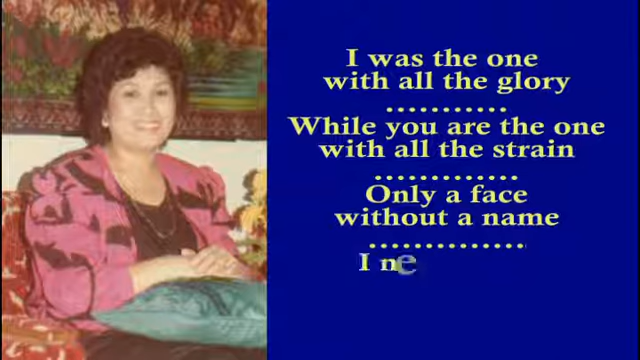 I was the one
with all the glory
...........
While you are the one
with all the strain
.............
Only a face
without a name
..............
I ne